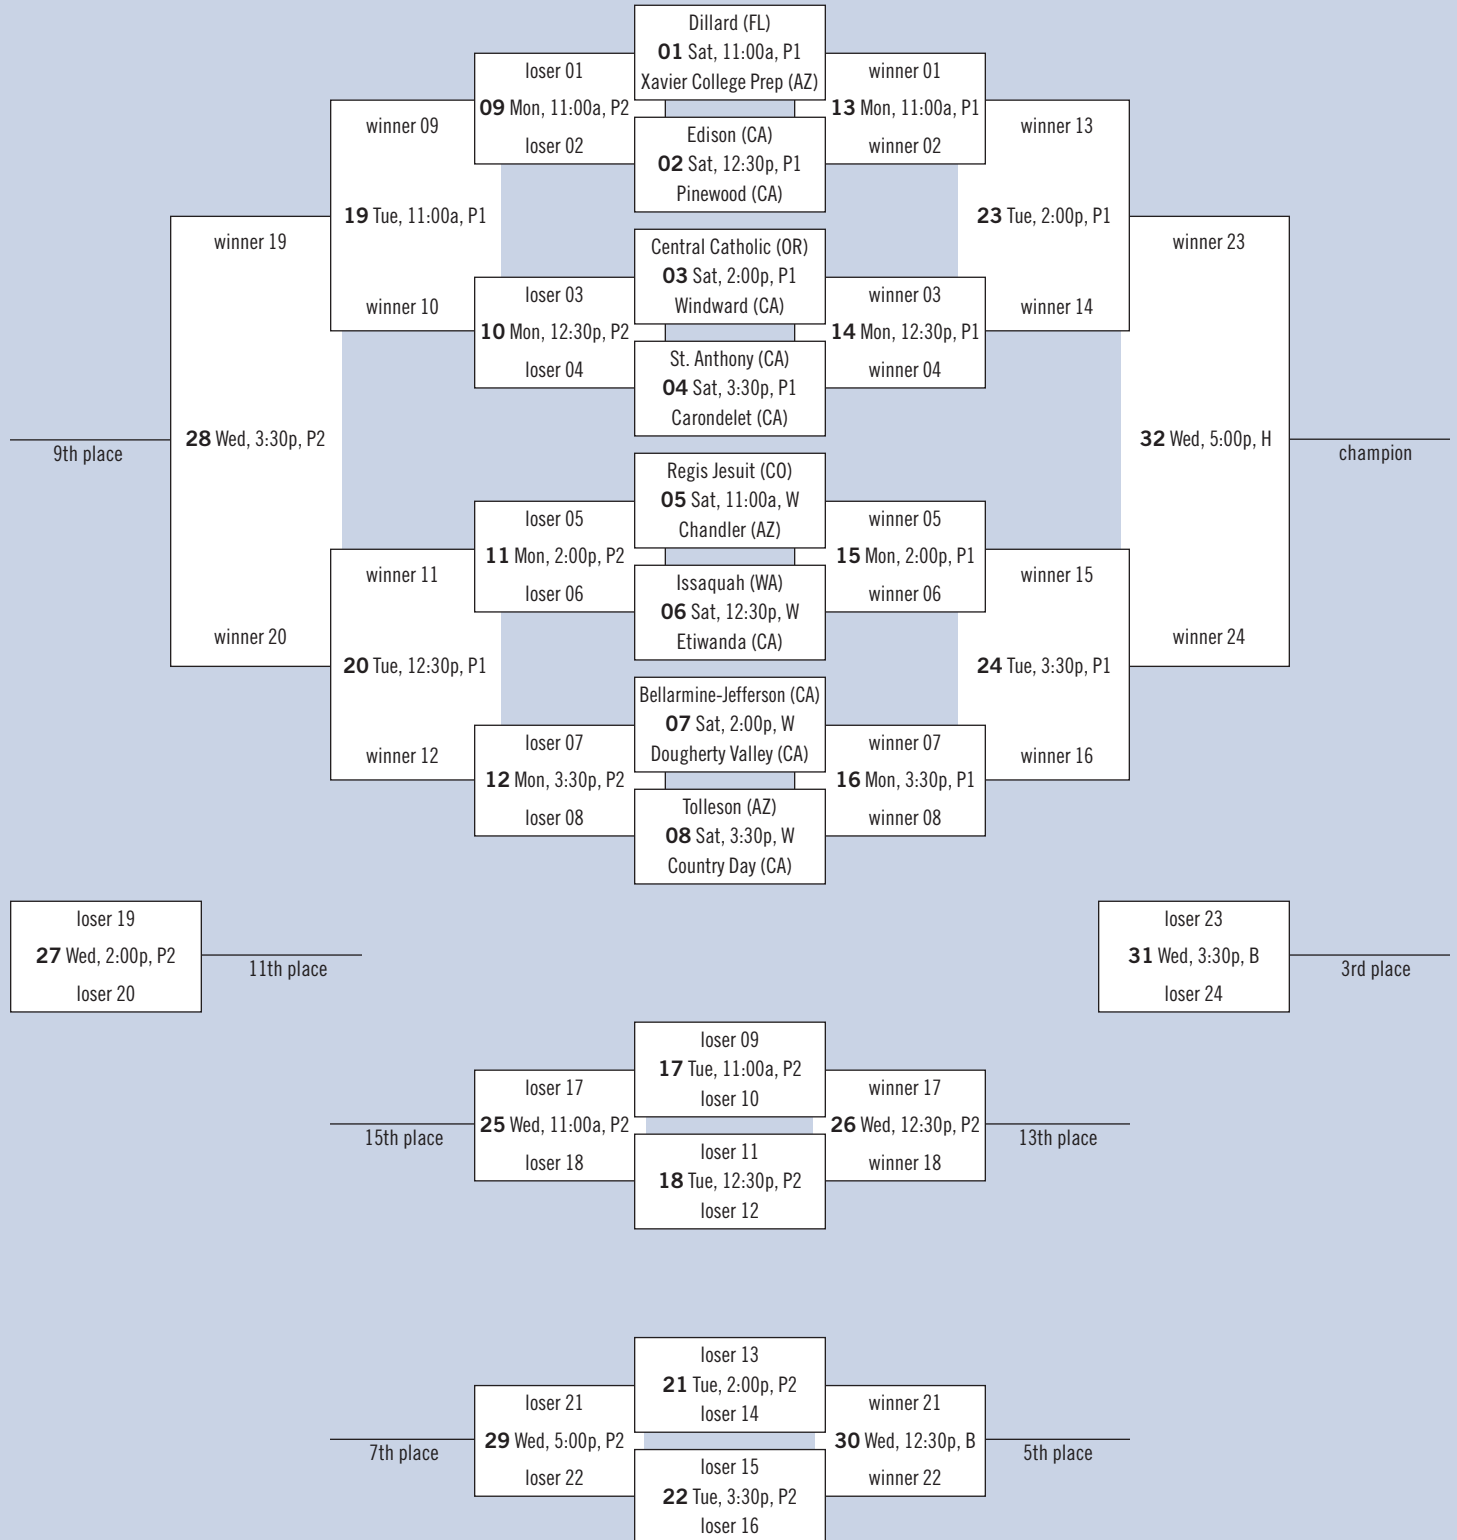 Dillard (FL)
01 Sat, 11:00a, P1
Xavier College Prep (AZ)
loser 01
09 Mon, 11:00a, P2
loser 02
winner 01
13 Mon, 11:00a, P1
winner 02
Edison (CA)
02 Sat, 12:30p, P1
Pinewood (CA)
winner 09
19 Tue, 11:00a, P1
winner 10
winner 13
23 Tue, 2:00p, P1
winner 14
Central Catholic (OR)
03 Sat, 2:00p, P1
Windward (CA)
loser 03
10 Mon, 12:30p, P2
loser 04
winner 03
14 Mon, 12:30p, P1
winner 04
St. Anthony (CA)
04 Sat, 3:30p, P1
Carondelet (CA)
winner 19
28 Wed, 3:30p, P2
winner 20
9th place
winner 23
32 Wed, 5:00p, H
winner 24
champion
Regis Jesuit (CO)
05 Sat, 11:00a, W
Chandler (AZ)
loser 05
11 Mon, 2:00p, P2
loser 06
winner 05
15 Mon, 2:00p, P1
winner 06
Issaquah (WA)
06 Sat, 12:30p, W
Etiwanda (CA)
winner 11
20 Tue, 12:30p, P1
winner 12
winner 15
24 Tue, 3:30p, P1
winner 16
Bellarmine-Jefferson (CA)
07 Sat, 2:00p, W
Dougherty Valley (CA)
loser 07
12 Mon, 3:30p, P2
loser 08
winner 07
16 Mon, 3:30p, P1
winner 08
Tolleson (AZ)
08 Sat, 3:30p, W
Country Day (CA)
loser 19
27 Wed, 2:00p, P2
loser 20
11th place
loser 23
31 Wed, 3:30p, B
loser 24
3rd place
loser 09
17 Tue, 11:00a, P2
loser 10
loser 17
25 Wed, 11:00a, P2
loser 18
15th place
winner 17
26 Wed, 12:30p, P2
winner 18
13th place
loser 11
18 Tue, 12:30p, P2
loser 12
loser 13
21 Tue, 2:00p, P2
loser 14
loser 21
29 Wed, 5:00p, P2
loser 22
7th place
winner 21
30 Wed, 12:30p, B
winner 22
5th place
loser 15
22 Tue, 3:30p, P2
loser 16